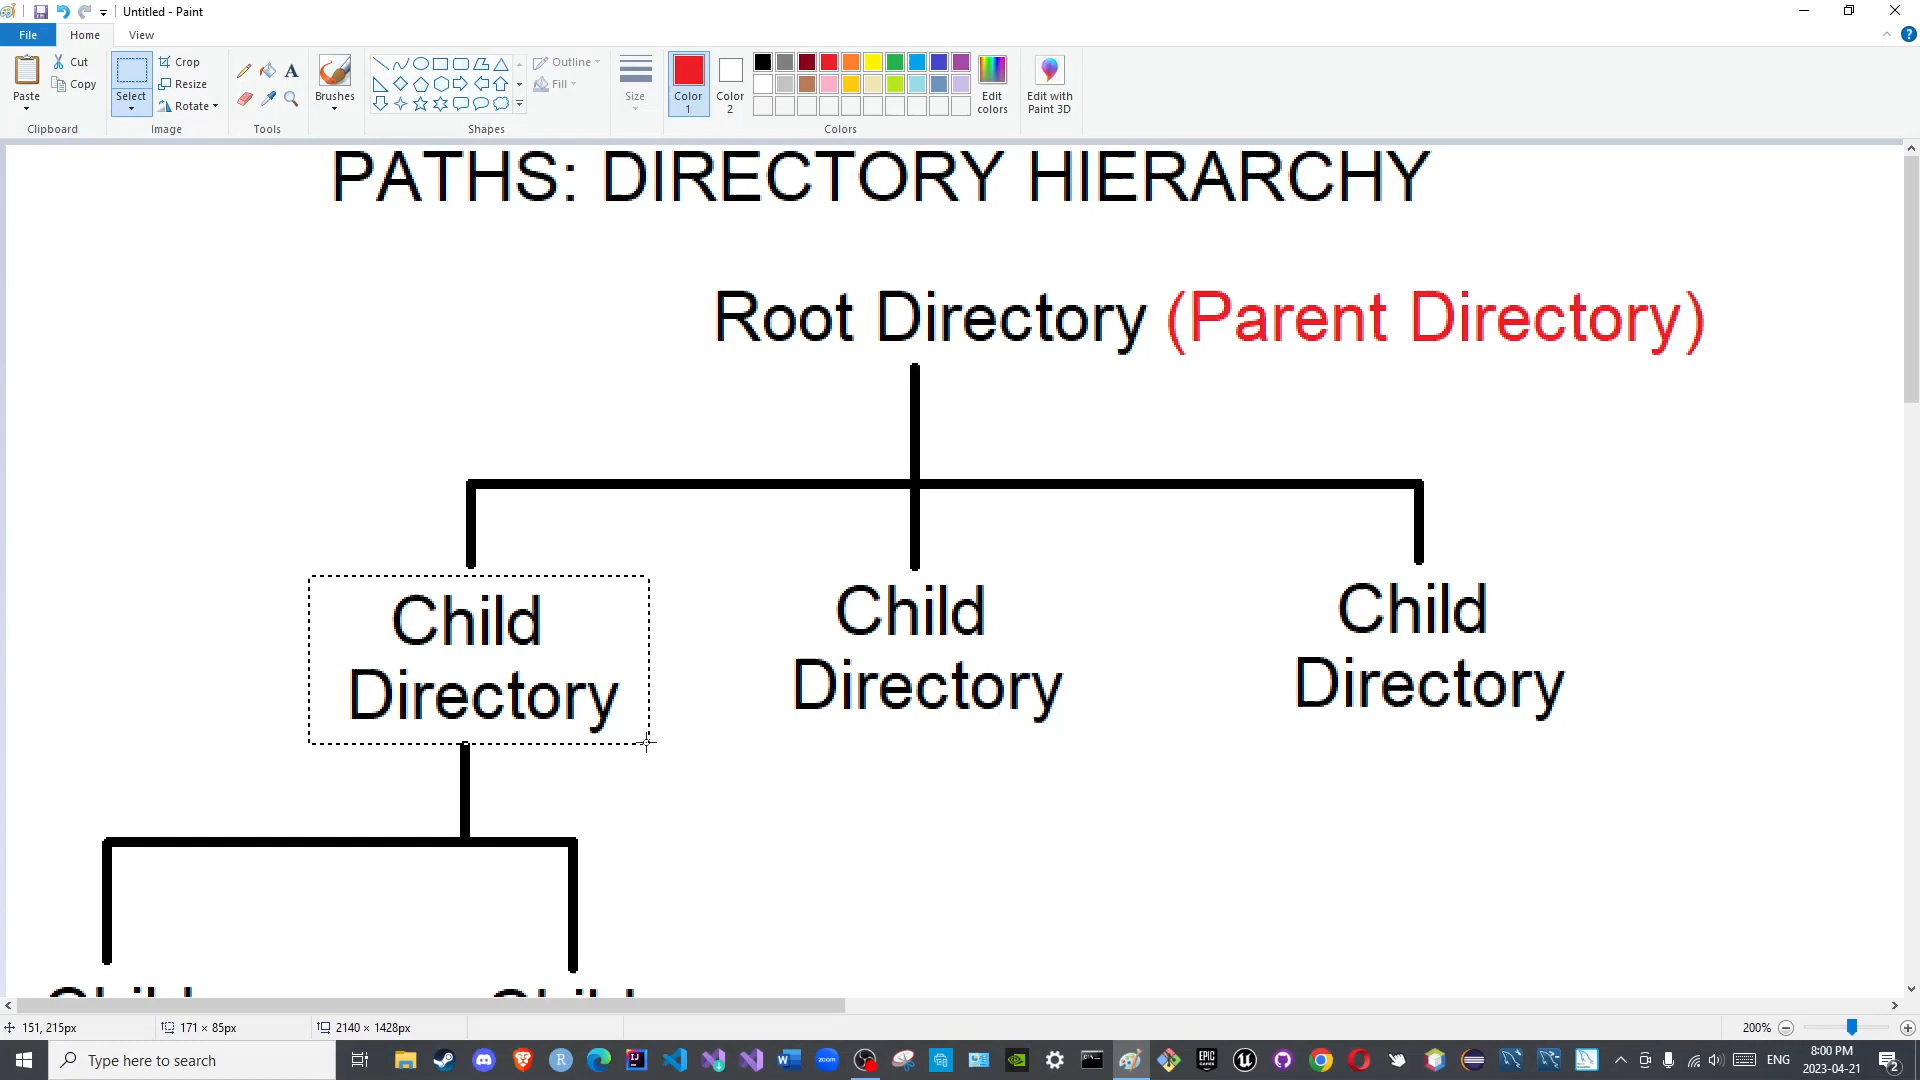 Untitled - Paint
File Home View
Paste
Cut
Copy
Clipboard
Select
Crop
Resize
Rotate
Image
Tools
Brushes
Shapes
Outline
Fill
Size
Color 1
Color 2
Edit colors
Edit with Paint 3D
Colors
PATHS: DIRECTORY HIERARCHY
Root Directory (Parent Directory)
Child
Directory
Child
Directory
Child
Directory
151, 215px
171 × 85px
2140 × 1428px
200%
Type here to search
ENG
8:00 PM
2023-04-21